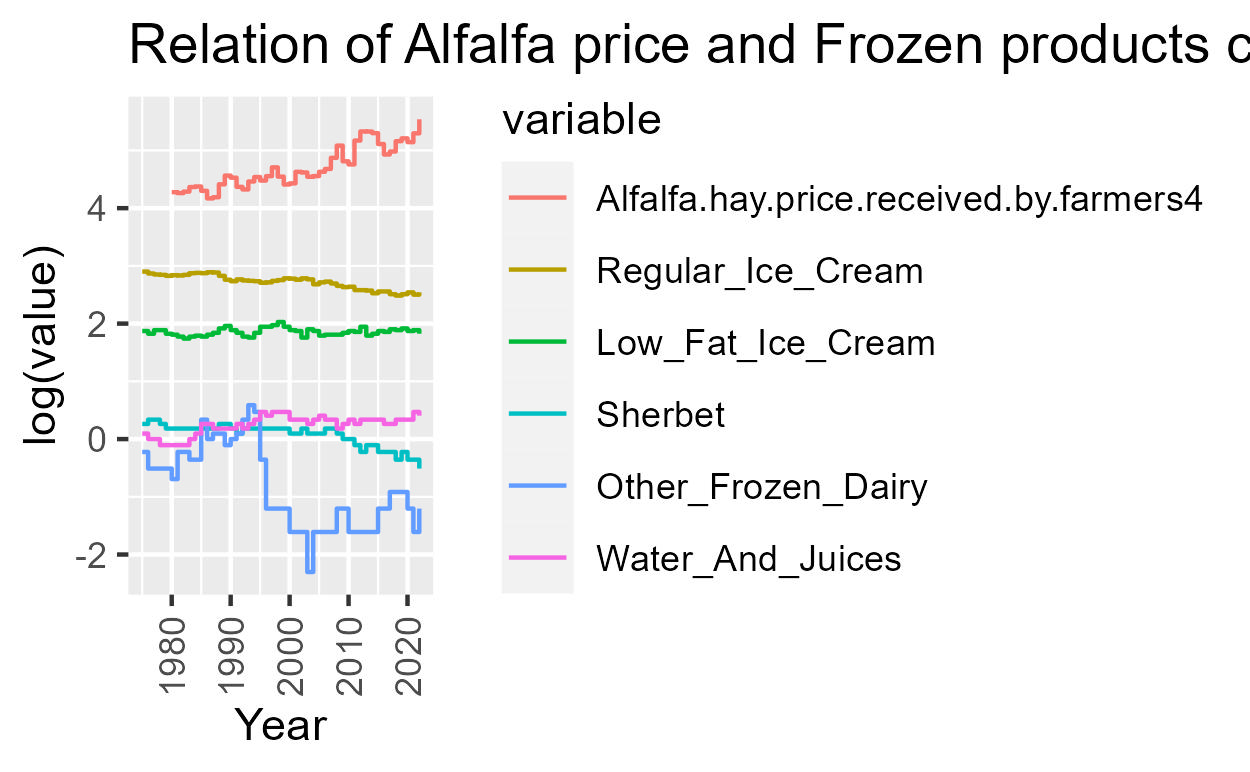 Relation of Alfalfa price and Frozen products c
variable
Alfalfa.hay.price.received.by.farmers4
Regular_Ice_Cream
Low_Fat_Ice_Cream
Sherbet
Other_Frozen_Dairy
Water_And_Juices
log(value)
4
2
0
-2
1980
1990
2000
2010
2020
Year